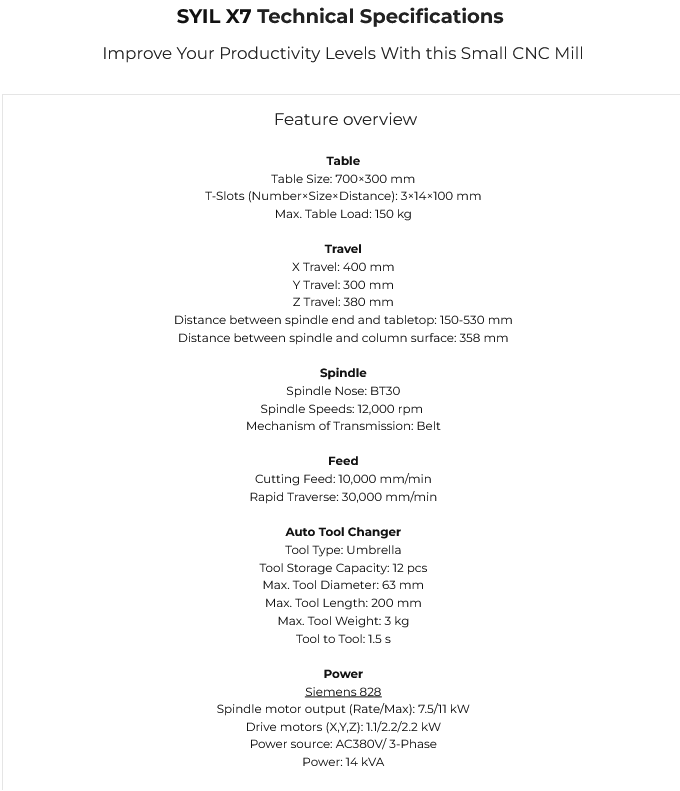 SYIL X7 Technical Specifications
Improve Your Productivity Levels With this Small CNC Mill
Feature overview
Table
Table Size: 700×300 mm
T-Slots (Number×Size×Distance): 3×14×100 mm
Max. Table Load: 150 kg
Travel
X Travel: 400 mm
Y Travel: 300 mm
Z Travel: 380 mm
Distance between spindle end and tabletop: 150-530 mm
Distance between spindle and column surface: 358 mm
Spindle
Spindle Nose: BT30
Spindle Speeds: 12,000 rpm
Mechanism of Transmission: Belt
Feed
Cutting Feed: 10,000 mm/min
Rapid Traverse: 30,000 mm/min
Auto Tool Changer
Tool Type: Umbrella
Tool Storage Capacity: 12 pcs
Max. Tool Diameter: 63 mm
Max. Tool Length: 200 mm
Max. Tool Weight: 3 kg
Tool to Tool: 1.5 s
Power
Siemens 828
Spindle motor output (Rate/Max): 7.5/11 kW
Drive motors (X,Y,Z): 1.1/2.2/2.2 kW
Power source: AC380V/ 3-Phase
Power: 14 kVA